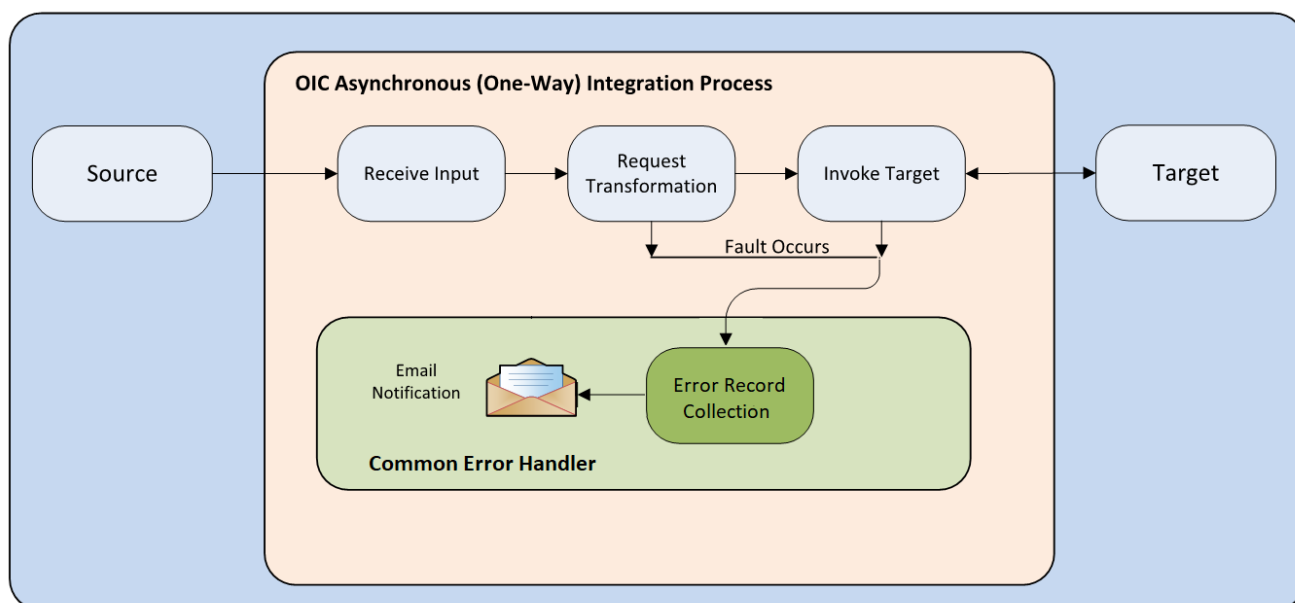 OIC Asynchronous (One-Way) Integration Process
Source
Receive Input
Request
Transformation
Invoke Target
Target
Fault Occurs
Email
Notification
Error Record
Collection
Common Error Handler